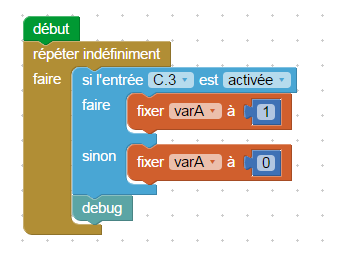 début
répéter indéfiniment
faire si l'entrée C.3 est activée
faire fixer varA à 1
sinon fixer varA à 0
debug